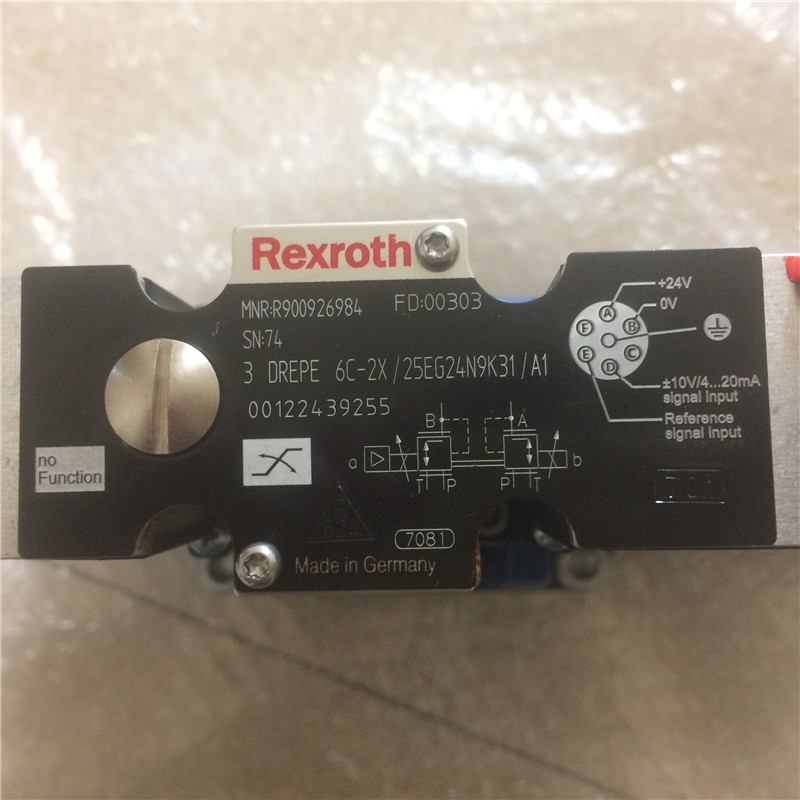 Rexroth
MNR:R900926984 FD:00303
SN:74
3 DREPE 6C-2X/25EG24N9K31/A1
00122439255
no
Function
a
B
A
b
T P
P T
7081
Made in Germany
+24V
0V
A
B
C
D
E
F
±10V/4...20mA
signal input
Reference
signal input
701